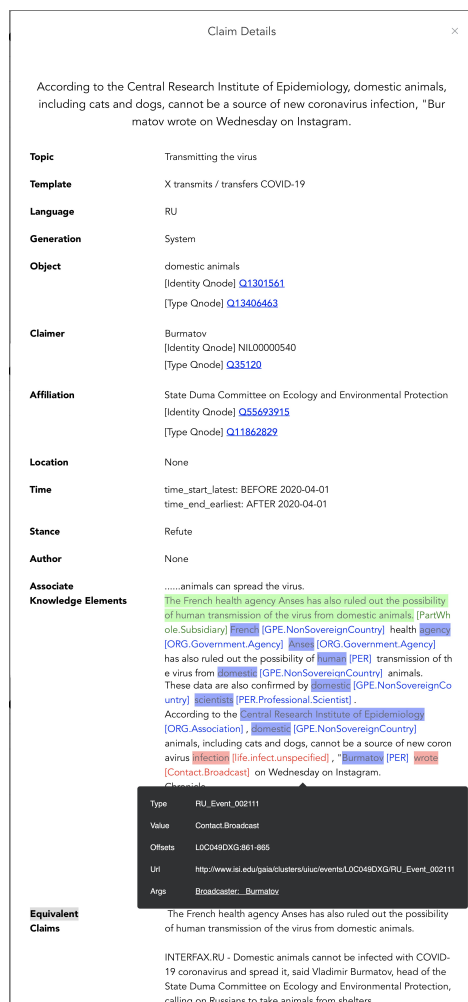 Claim Details
×
According to the Central Research Institute of Epidemiology, domestic animals,
including cats and dogs, cannot be a source of new coronavirus infection, "Bur
matov wrote on Wednesday on Instagram.
Topic Transmitting the virus
Template X transmits / transfers COVID-19
Language RU
Generation System
Object domestic animals
[Identity Qnode] Q1301561
[Type Qnode] Q13406463
Claimer Burmatov
[Identity Qnode] NIL00000540
[Type Qnode] Q35120
Affiliation State Duma Committee on Ecology and Environmental Protection
[Identity Qnode] Q55693915
[Type Qnode] Q11862829
Location None
Time time_start_latest: BEFORE 2020-04-01
time_end_earliest: AFTER 2020-04-01
Stance Refute
Author None
Associate ......animals can spread the virus.
Knowledge Elements The French health agency Anses has also ruled out the possibility
of human transmission of the virus from domestic animals. [PartWh
ole.Subsidiary] French [GPE.NonSovereignCountry] health agency
[ORG.Government.Agency] Anses [ORG.Government.Agency]
has also ruled out the possibility of human [PER] transmission of th
e virus from domestic [GPE.NonSovereignCountry] animals.
These data are also confirmed by domestic [GPE.NonSovereignCo
untry] scientists [PER.Professional.Scientist] .
According to the Central Research Institute of Epidemiology
[ORG.Association] , domestic [GPE.NonSovereignCountry]
animals, including cats and dogs, cannot be a source of new coron
avirus infection [life.infect.unspecified] , "Burmatov [PER] wrote
[Contact.Broadcast] on Wednesday on Instagram.
Chronicle
Type RU_Event_002111
Value Contact.Broadcast
Offsets L0C049DXG:861-865
Url http://www.isi.edu/gaia/clusters/uiuc/events/L0C049DXG/RU_Event_002111
Args Broadcaster: Burmatov
Equivalent The French health agency Anses has also ruled out the possibility
Claims of human transmission of the virus from domestic animals.
INTERFAX.RU - Domestic animals cannot be infected with COVID-
19 coronavirus and spread it, said Vladimir Burmatov, head of the
State Duma Committee on Ecology and Environmental Protection,
calling on Russians to take animals from shelters